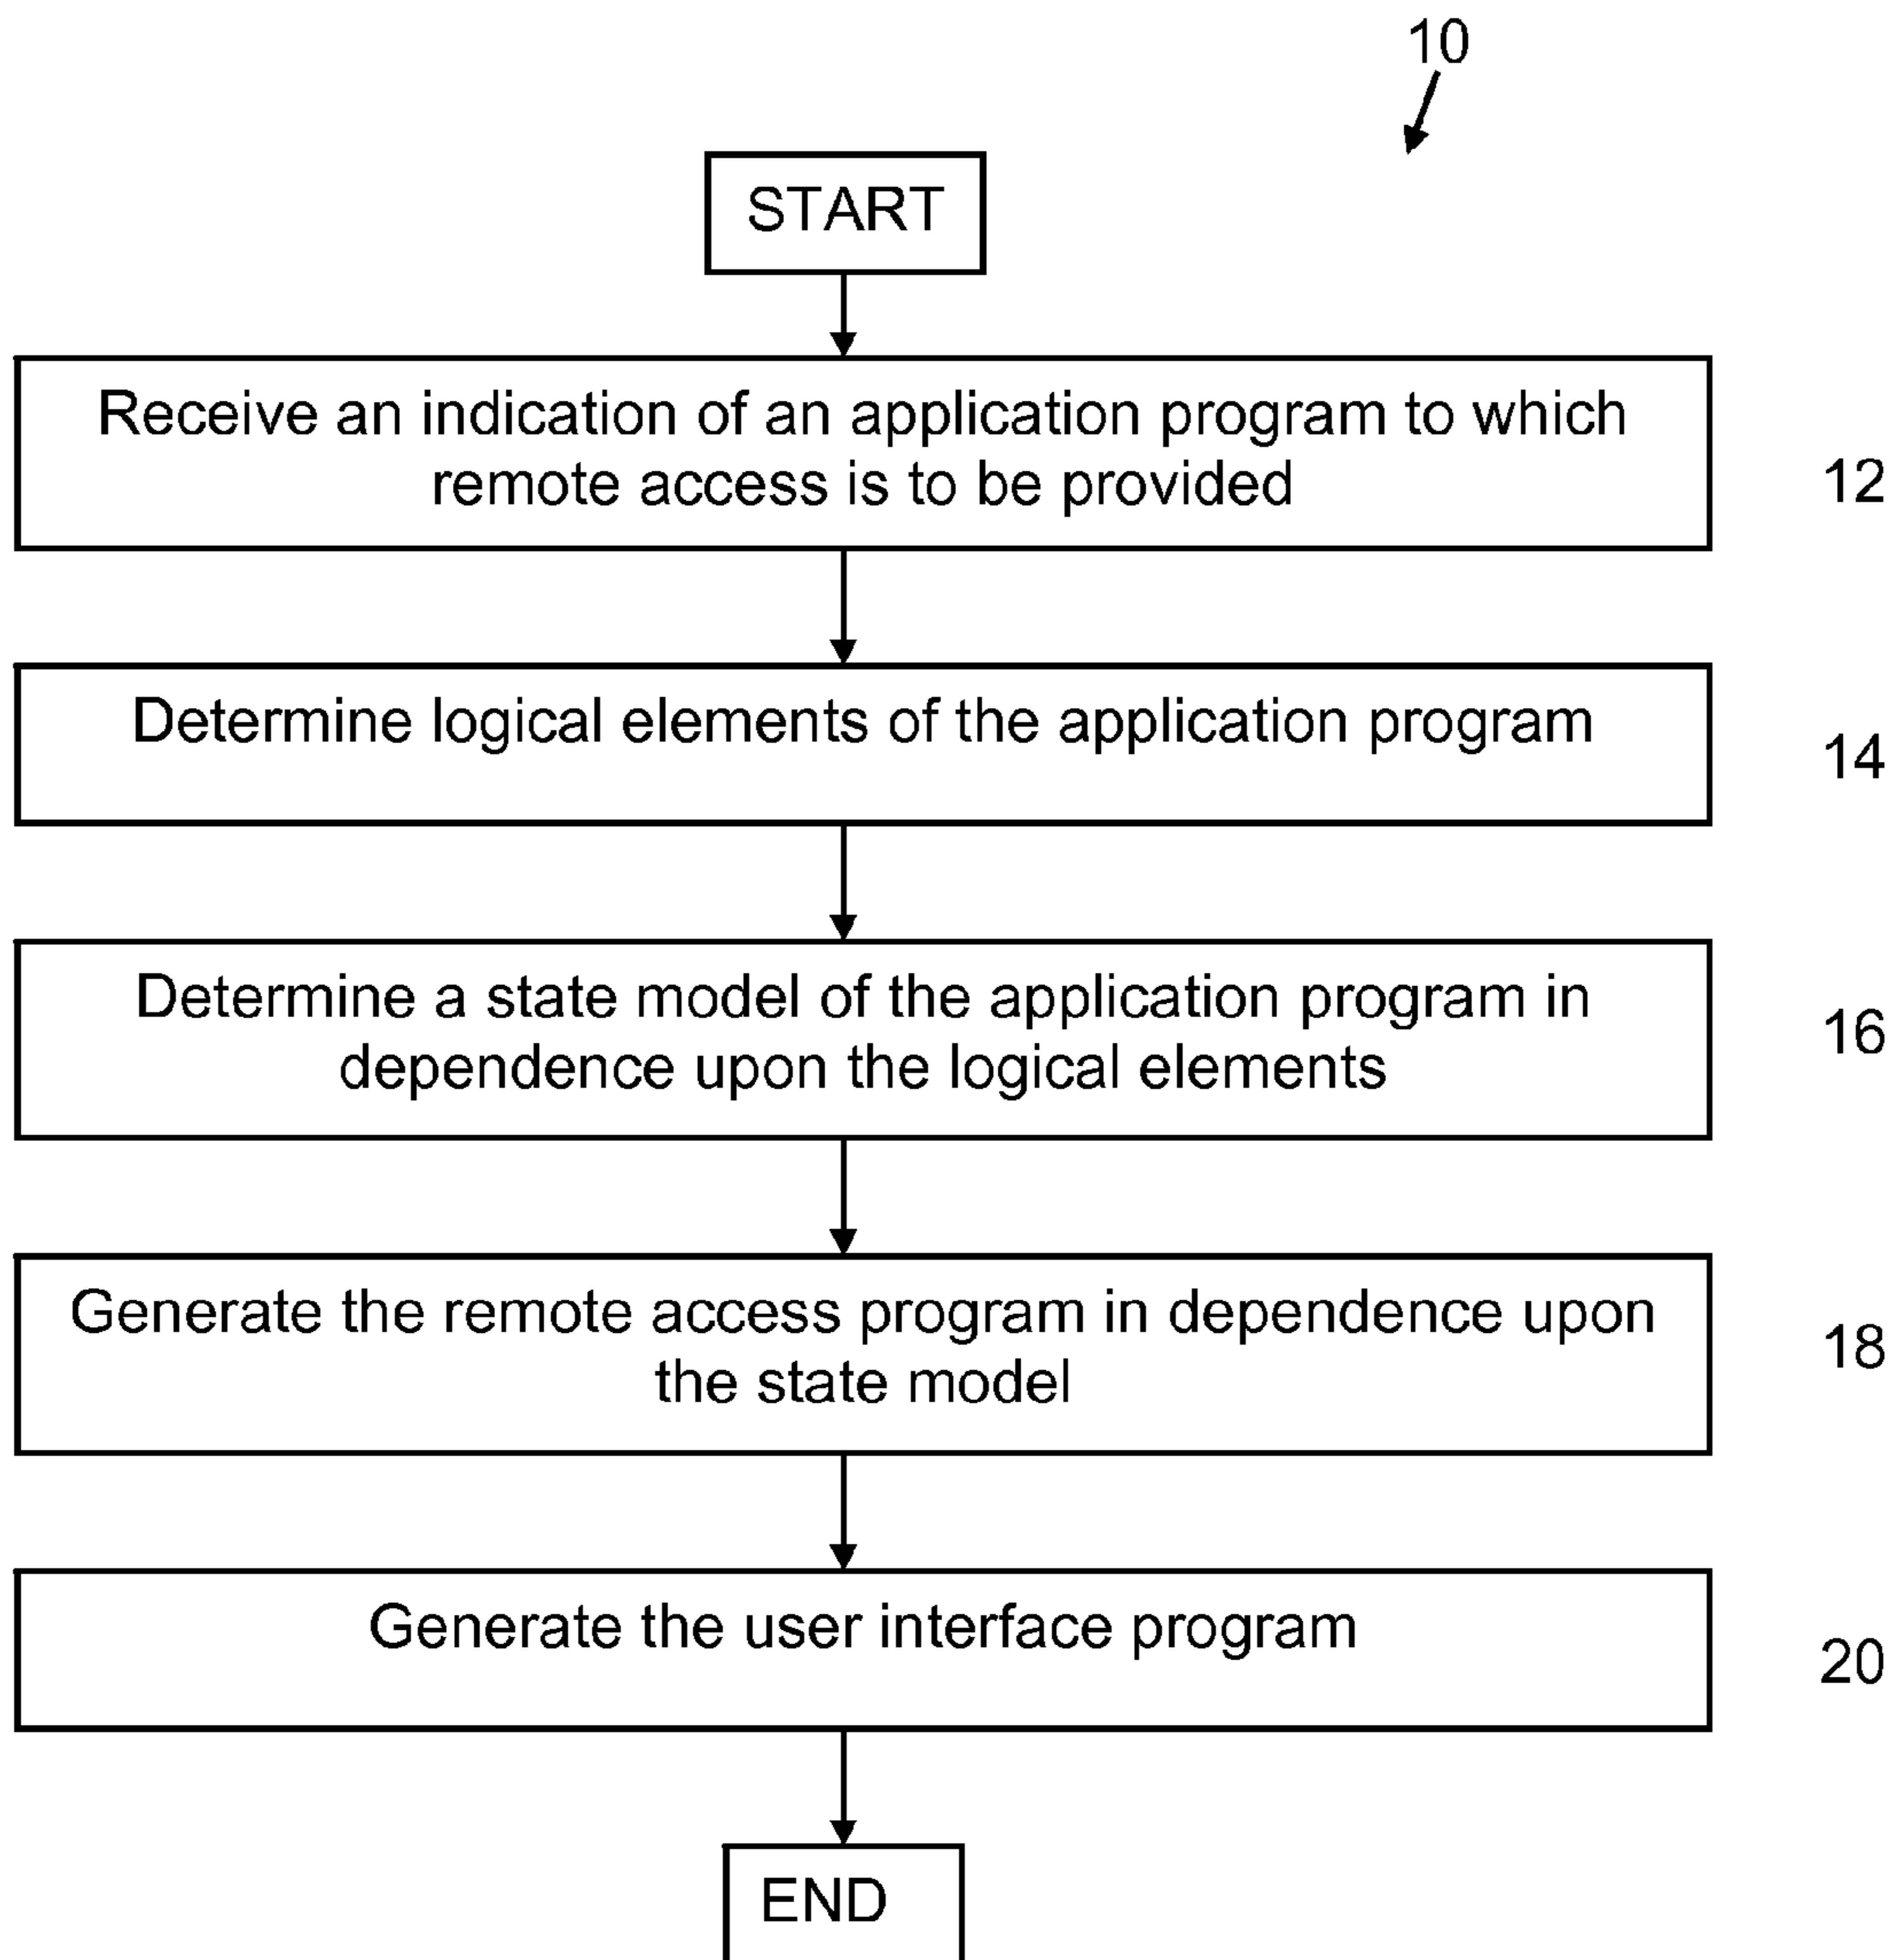 10
START
Receive an indication of an application program to which
remote access is to be provided
12
Determine logical elements of the application program
14
Determine a state model of the application program in
dependence upon the logical elements
16
Generate the remote access program in dependence upon
the state model
18
Generate the user interface program
20
END